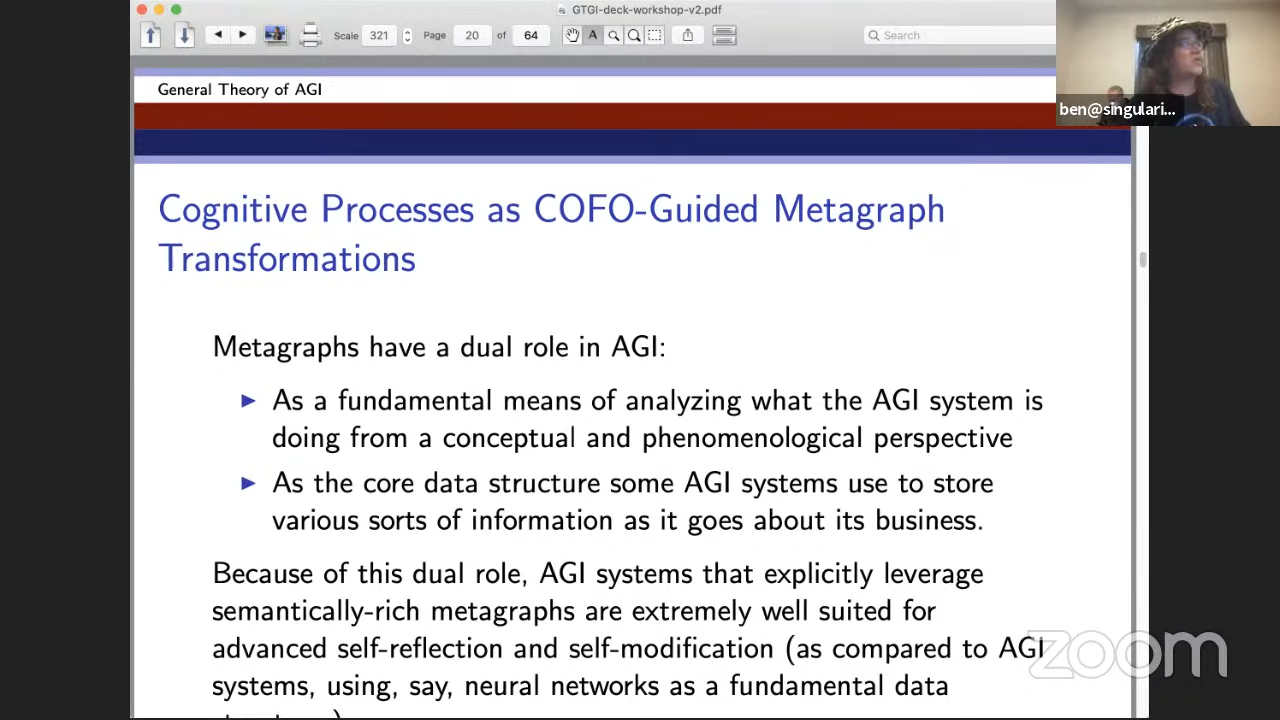 GTGI-deck-workshop-v2.pdf
Scale 321 Page 20 of 64 A Search
General Theory of AGI
ben@singulari...
Cognitive Processes as COFO-Guided Metagraph
Transformations
Metagraphs have a dual role in AGI:
As a fundamental means of analyzing what the AGI system is
doing from a conceptual and phenomenological perspective
As the core data structure some AGI systems use to store
various sorts of information as it goes about its business.
Because of this dual role, AGI systems that explicitly leverage
semantically-rich metagraphs are extremely well suited for
advanced self-reflection and self-modification (as compared to AGI
systems, using, say, neural networks as a fundamental data
zoom